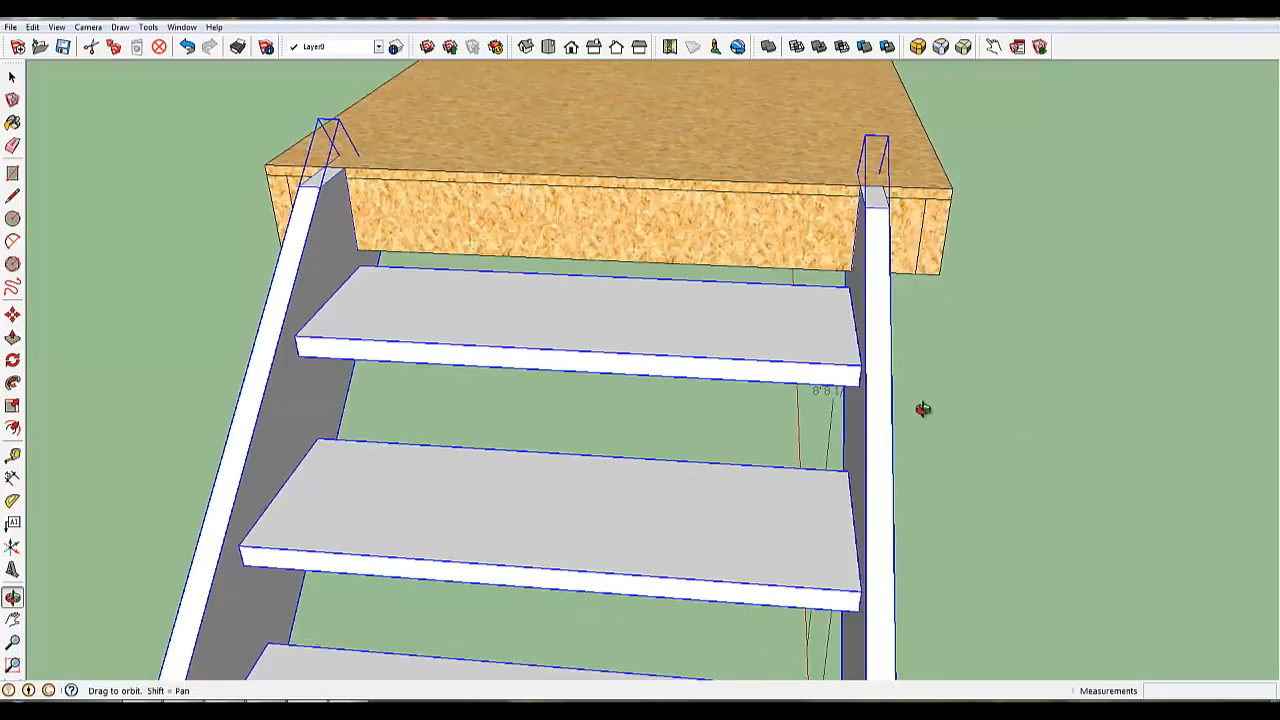 File Edit View Camera Draw Tools Window Help
Layer0
Drag to orbit. Shift = Pan
Measurements